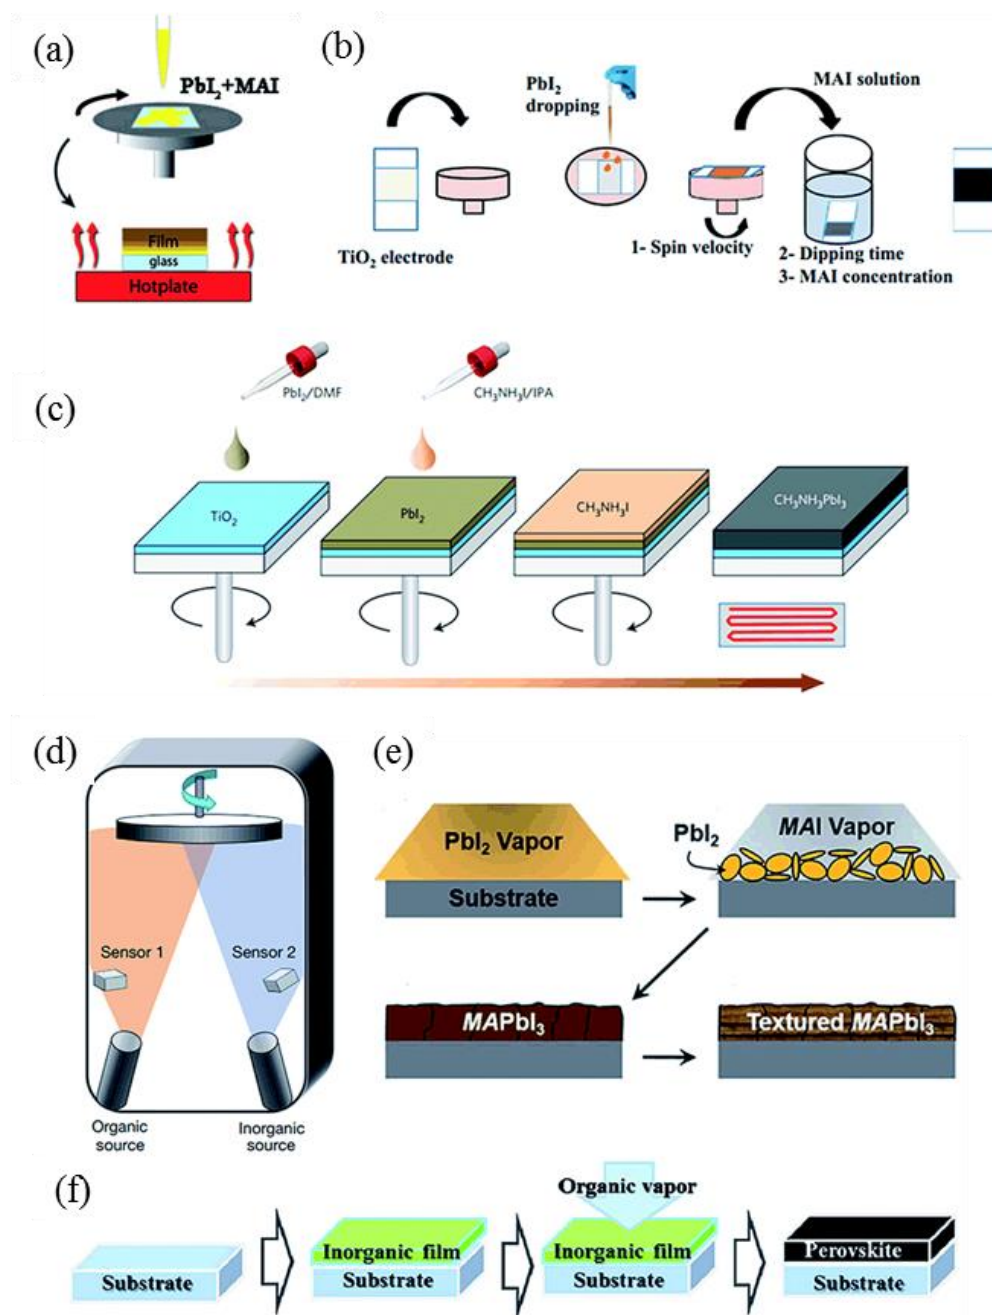 (a)
PbI₂+MAI
Film
glass
Hotplate
(b)
PbI₂
dropping
MAI solution
TiO₂ electrode
1- Spin velocity
2- Dipping time
3- MAI concentration
(c)
PbI₂/DMF
CH₃NH₃I/IPA
TiO₂
PbI₂
CH₃NH₃I
CH₃NH₃PbI₃
(d)
Sensor 1
Sensor 2
Organic
source
Inorganic
source
(e)
PbI₂ Vapor
Substrate
PbI₂
MAI Vapor
MAPbI₃
Textured MAPbI₃
(f)
Substrate
Inorganic film
Substrate
Organic vapor
Inorganic film
Substrate
Perovskite
Substrate